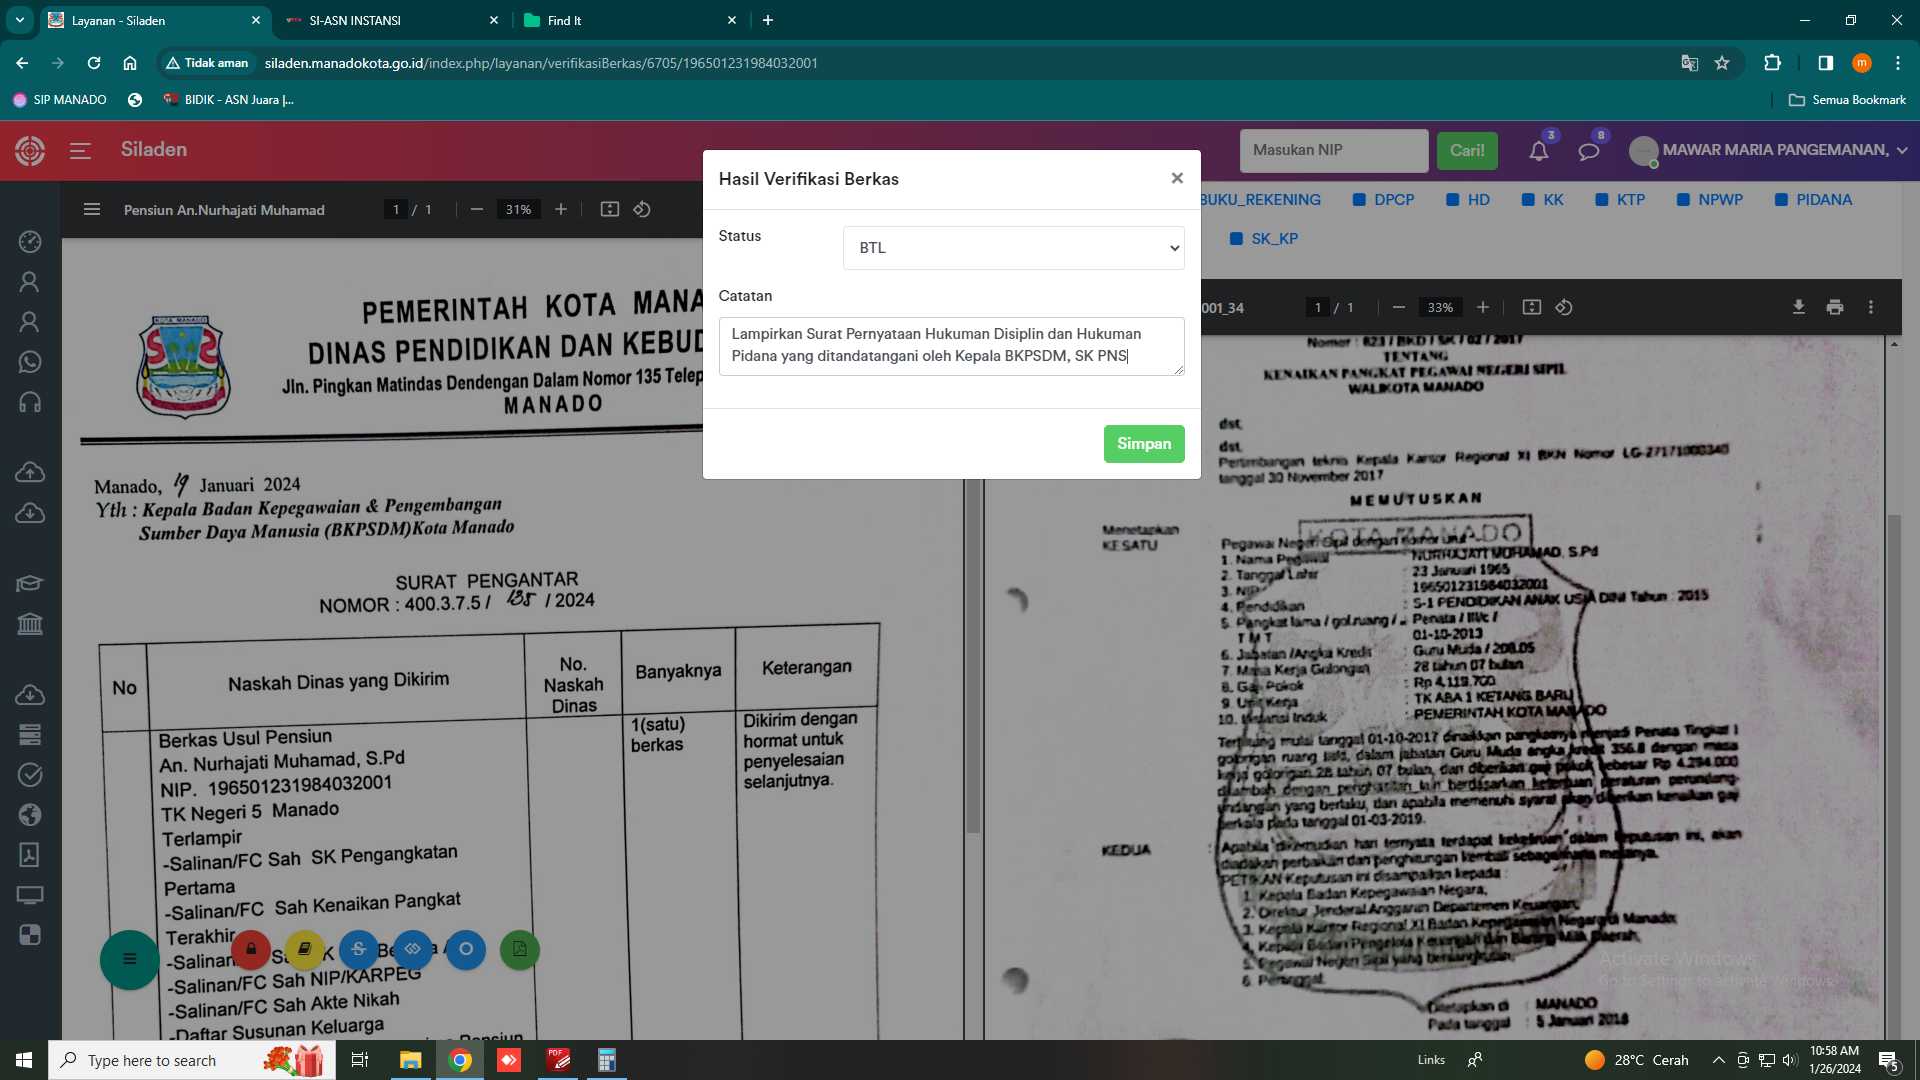 Layanan - Siladen
SI-ASN INSTANSI
Find It
Tidak aman
siladen.manadokota.go.id/index.php/layanan/verifikasiBerkas/6705/196501231984032001
m
SIP MANADO
BIDIK - ASN Juara |...
Semua Bookmark
Siladen
Masukan NIP
Cari!
3
8
MAWAR MARIA PANGEMANAN,
Pensiun An.Nurhajati Muhamad
1 / 1
31%
Hasil Verifikasi Berkas
Status
BTL
Catatan
Lampirkan Surat Pernyataan Hukuman Disiplin dan Hukuman
Pidana yang ditandatangani oleh Kepala BKPSDM, SK PNS
Simpan
BUKU_REKENING
DPCP
HD
KK
KTP
NPWP
PIDANA
SK_KP
001_34
1 / 1
33%
PEMERINTAH KOTA MANA
DINAS PENDIDIKAN DAN KEBUD
Jln. Pingkan Matindas Dendengan Dalam Nomor 135 Telep
MANADO
Manado, 19 Januari 2024
Yth : Kepala Badan Kepegawaian & Pengembangan
Sumber Daya Manusia (BKPSDM)Kota Manado
SURAT PENGANTAR
NOMOR : 400.3.7.5 / 135 / 2024
No
Naskah Dinas yang Dikirim
No.
Naskah
Dinas
Banyaknya
Keterangan
Berkas Usul Pensiun
An. Nurhajati Muhamad, S.Pd
NIP. 196501231984032001
TK Negeri 5 Manado
Terlampir
-Salinan/FC Sah SK Pengangkatan
Pertama
-Salinan/FC Sah Kenaikan Pangkat
Terakhir
-Salinan
-Salinan/FC Sah NIP/KARPEG
-Salinan/FC Sah Akte Nikah
-Daftar Susunan Keluarga
1(satu)
berkas
Dikirim dengan
hormat untuk
penyelesaian
selanjutnya.
Nomor : 823 / BKD / SK / 02 / 2017
TENTANG
KENAIKAN PANGKAT PEGAWAI NEGERI SIPIL
WALIKOTA MANADO
dst.
dst.
Pertimbangan teknis Kepala Kantor Regional XI BKN Nomor LG-27171000340
tanggal 30 November 2017
MEMUTUSKAN
KOTA MANADO
Menetapkan
KESATU
Pegawai Negeri Sipil dengan nomor urut
1. Nama Pegawai : NURHAJATI MUHAMAD, S.Pd
2. Tanggal Lahir : 23 Januari 1965
3. NIP : 196501231984032001
4. Pendidikan : S-1 PENDIDIKAN ANAK USIA DINI Tahun : 2015
5. Pangkat lama / gol.ruang / : Penata / III/c /
TMT 01-10-2013
6. Jabatan /Angka Kredit : Guru Muda / 208.05
7. Masa Kerja Golongan : 28 tahun 07 bulan
8. Gaji Pokok : Rp 4.119.700
9. Unit Kerja : TK ABA 1 KETANG BARU
10. Instansi Induk : PEMERINTAH KOTA MANADO
Terhitung mulai tanggal 01-10-2017 dinaikkan pangkatnya menjadi Penata Tingkat I
golongan ruang III/d, dalam jabatan Guru Muda angka kredit 356.8 dengan masa
kerja golongan 28 tahun 07 bulan, dan diberikan gaji pokok sebesar Rp 4.294.000
ditambah dengan penghasilan lain berdasarkan ketentuan peraturan perundang-
undangan yang berlaku, dan apabila memenuhi syarat akan diberikan kenaikan gaji
berkala pada tanggal 01-03-2019.
KEDUA : Apabila dikemudian hari ternyata terdapat kekeliruan dalam keputusan ini, akan
diadakan perbaikan dan penghitungan kembali sebagaimana mestinya.
PETIKAN Keputusan ini disampaikan kepada :
1. Kepala Badan Kepegawaian Negara;
2. Direktur Jenderal Anggaran Departemen Keuangan;
3. Kepala Kantor Regional XI Badan Kepegawaian Negara di Manado;
4. Kepala Badan Pengelola Keuangan dan Barang Milik Daerah;
5. Pegawai Negeri Sipil yang bersangkutan;
6. Peringgal.
Ditetapkan di : MANADO
Pada tanggal : 5 Januari 2018
Activate Windows
Go to Settings to activate Windows.
Type here to search
Links
28°C Cerah
10:58 AM
1/26/2024
5